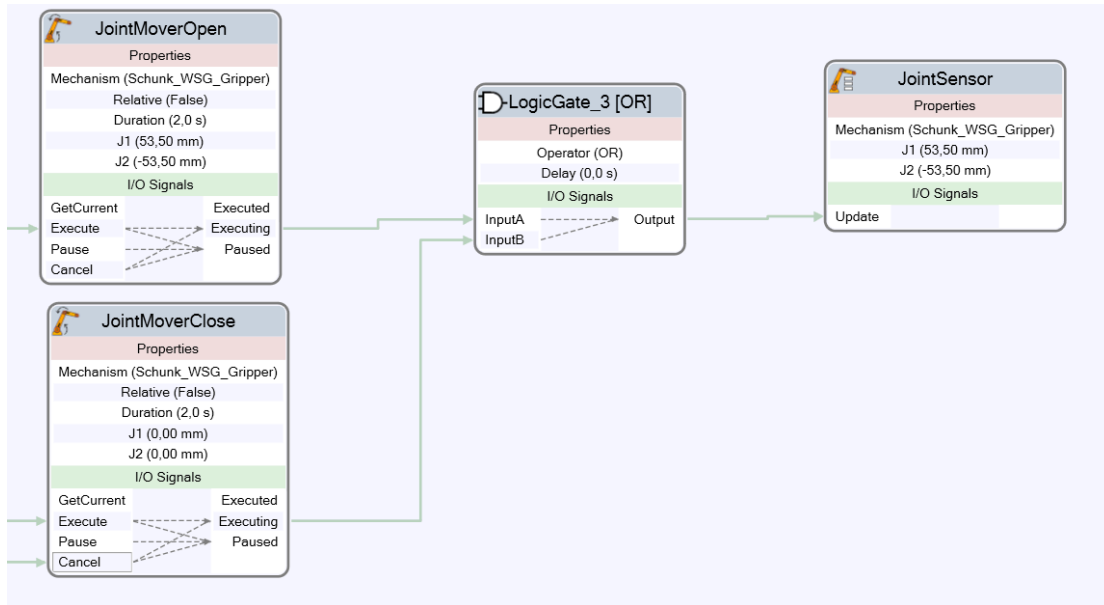 JointMoverOpen
Properties
Mechanism (Schunk_WSG_Gripper)
Relative (False)
Duration (2,0 s)
J1 (53,50 mm)
J2 (-53,50 mm)
I/O Signals
GetCurrent Executed
Execute Executing
Pause Paused
Cancel
JointMoverClose
Properties
Mechanism (Schunk_WSG_Gripper)
Relative (False)
Duration (2,0 s)
J1 (0,00 mm)
J2 (0,00 mm)
I/O Signals
GetCurrent Executed
Execute Executing
Pause Paused
Cancel
LogicGate_3 [OR]
Properties
Operator (OR)
Delay (0,0 s)
I/O Signals
InputA Output
InputB
JointSensor
Properties
Mechanism (Schunk_WSG_Gripper)
J1 (53,50 mm)
J2 (-53,50 mm)
I/O Signals
Update